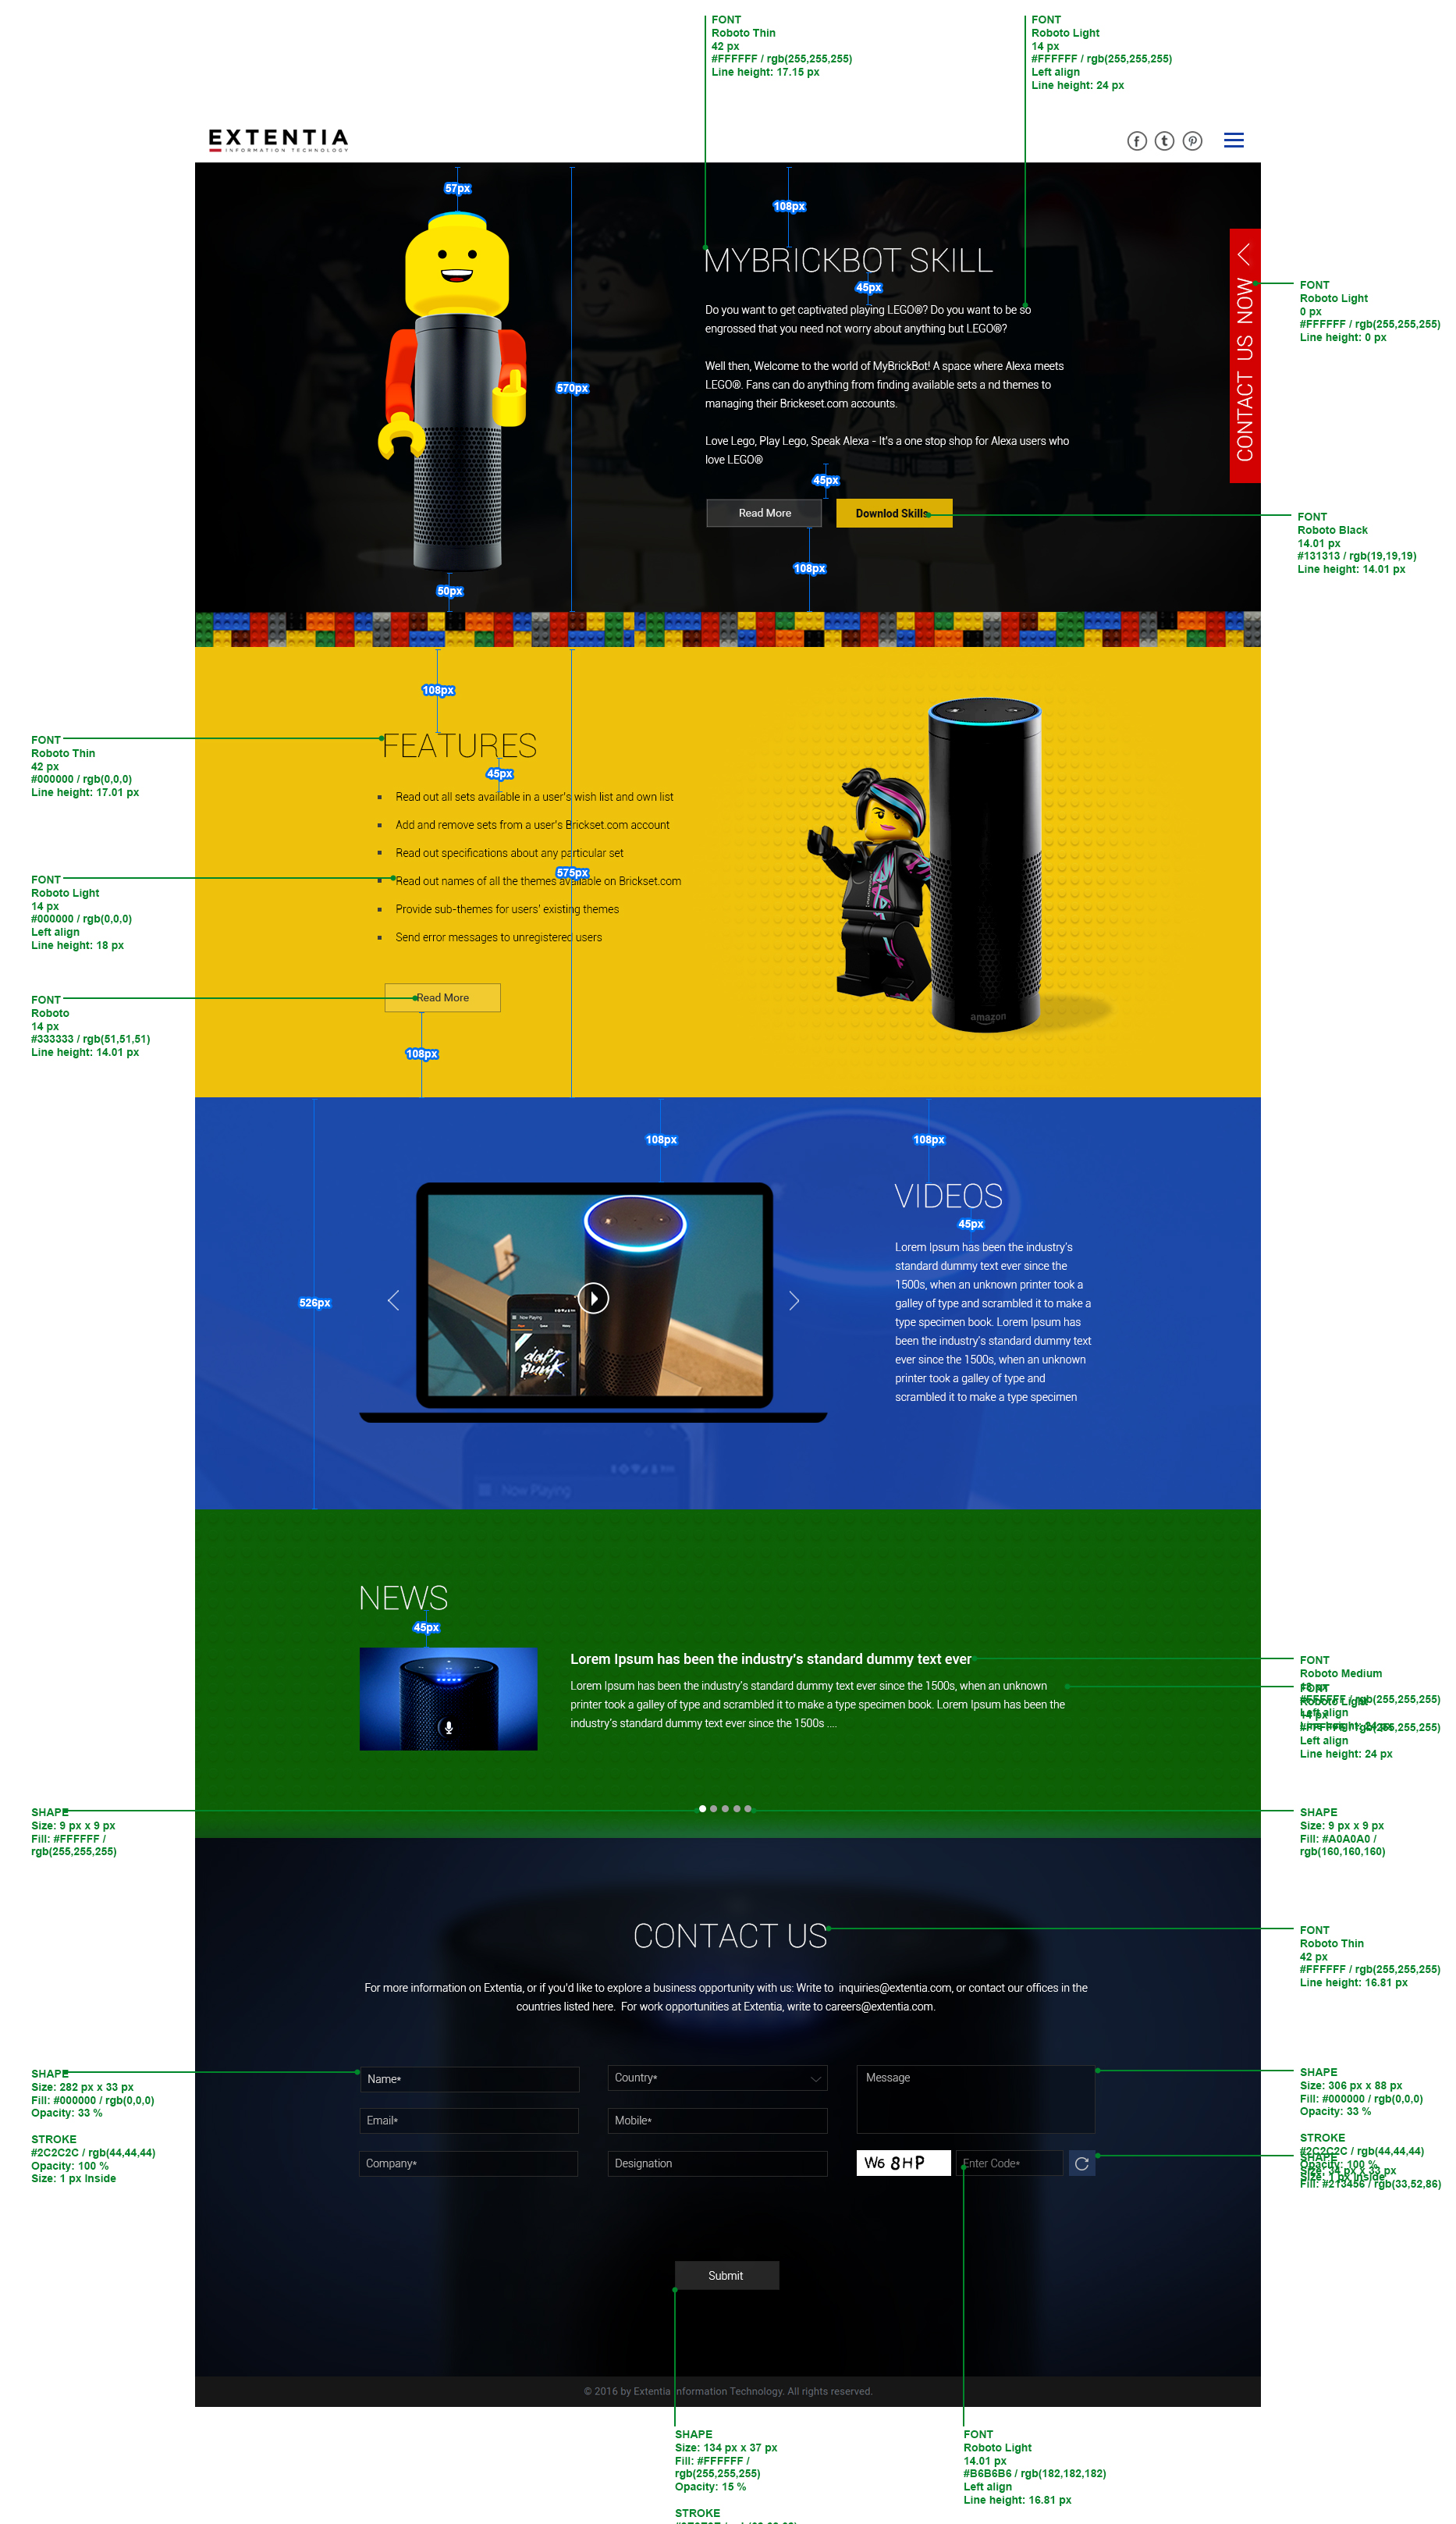 FONT
Roboto Thin
42 px
#FFFFFF / rgb(255,255,255)
Line height: 17.15 px
FONT
Roboto Light
14 px
#FFFFFF / rgb(255,255,255)
Left align
Line height: 24 px
EXTENTIA
INFORMATION TECHNOLOGY
57px
108px
MYBRICKBOT SKILL
45px
Do you want to get captivated playing LEGO®? Do you want to be so
engrossed that you need not worry about anything but LEGO®?
Well then, Welcome to the world of MyBrickBot! A space where Alexa meets
LEGO®. Fans can do anything from finding available sets a nd themes to
managing their Brickeset.com accounts.
Love Lego, Play Lego, Speak Alexa - It's a one stop shop for Alexa users who
love LEGO®
570px
45px
Read More
Downlod Skills
108px
50px
CONTACT US NOW
FONT
Roboto Light
0 px
#FFFFFF / rgb(255,255,255)
Line height: 0 px
FONT
Roboto Black
14.01 px
#131313 / rgb(19,19,19)
Line height: 14.01 px
108px
FEATURES
45px
Read out all sets available in a user's wish list and own list
Add and remove sets from a user's Brickset.com account
Read out specifications about any particular set
575px
Read out names of all the themes available on Brickset.com
Provide sub-themes for users' existing themes
Send error messages to unregistered users
Read More
108px
amazon
FONT
Roboto Thin
42 px
#000000 / rgb(0,0,0)
Line height: 17.01 px
FONT
Roboto Light
14 px
#000000 / rgb(0,0,0)
Left align
Line height: 18 px
FONT
Roboto
14 px
#333333 / rgb(51,51,51)
Line height: 14.01 px
108px
108px
VIDEOS
45px
526px
Now Playing
daft
punk
Lorem Ipsum has been the industry's
standard dummy text ever since the
1500s, when an unknown printer took a
galley of type and scrambled it to make a
type specimen book. Lorem Ipsum has
been the industry's standard dummy text
ever since the 1500s, when an unknown
printer took a galley of type and
scrambled it to make a type specimen
Now Playing
NEWS
45px
Lorem Ipsum has been the industry's standard dummy text ever
Lorem Ipsum has been the industry's standard dummy text ever since the 1500s, when an unknown
printer took a galley of type and scrambled it to make a type specimen book. Lorem Ipsum has been the
industry's standard dummy text ever since the 1500s ....
FONT
Roboto Medium
18 px
#FFFFFF / rgb(255,255,255)
Left align
Line height: 24 px
FONT
Roboto Light
14 px
#FFFFFF / rgb(255,255,255)
Left align
Line height: 24 px
SHAPE
Size: 9 px x 9 px
Fill: #FFFFFF /
rgb(255,255,255)
SHAPE
Size: 9 px x 9 px
Fill: #A0A0A0 /
rgb(160,160,160)
CONTACT US
FONT
Roboto Thin
42 px
#FFFFFF / rgb(255,255,255)
Line height: 16.81 px
For more information on Extentia, or if you'd like to explore a business opportunity with us: Write to inquiries@extentia.com, or contact our offices in the
countries listed here. For work opportunities at Extentia, write to careers@extentia.com.
Name*
Country*
Message
Email*
Mobile*
Company*
Designation
W6 8HP
Enter Code*
Submit
SHAPE
Size: 282 px x 33 px
Fill: #000000 / rgb(0,0,0)
Opacity: 33 %
STROKE
#2C2C2C / rgb(44,44,44)
Opacity: 100 %
Size: 1 px Inside
SHAPE
Size: 306 px x 88 px
Fill: #000000 / rgb(0,0,0)
Opacity: 33 %
STROKE
#2C2C2C / rgb(44,44,44)
Opacity: 100 %
Size: 1 px Inside
SHAPE
Size: 34 px x 33 px
Fill: #213456 / rgb(33,52,86)
© 2016 by Extentia Information Technology. All rights reserved.
SHAPE
Size: 134 px x 37 px
Fill: #FFFFFF /
rgb(255,255,255)
Opacity: 15 %
STROKE
FONT
Roboto Light
14.01 px
#B6B6B6 / rgb(182,182,182)
Left align
Line height: 16.81 px